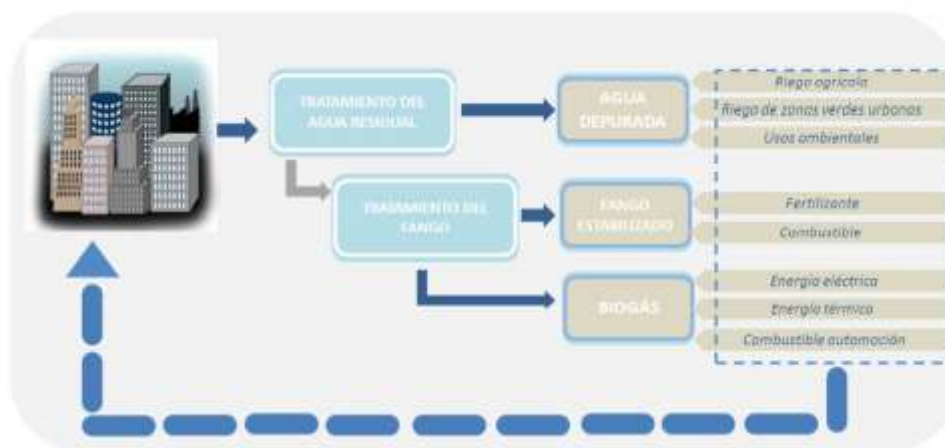 TRATAMIENTO DEL
AGUA RESIDUAL
AGUA
DEPURADA
Riego agrícola
Riego de zonas verdes urbanas
Usos ambientales
TRATAMIENTO DEL
FANGO
FANGO
ESTABILIZADO
Fertilizante
Combustible
BIOGÁS
Energía eléctrica
Energía térmica
Combustible automoción